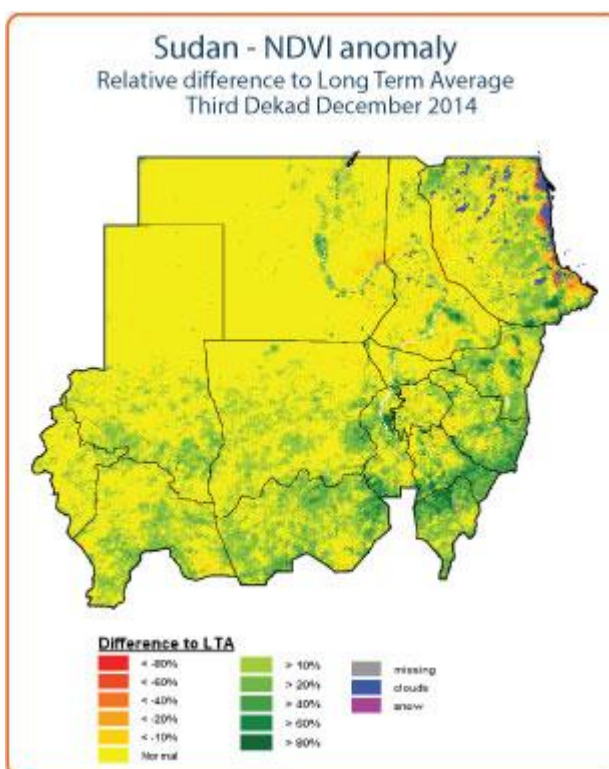 Sudan - NDVI anomaly
Relative difference to Long Term Average
Third Dekad December 2014
Difference to LTA
< -80%
< -60%
< -40%
< -20%
< -10%
Normal
> 10%
> 20%
> 40%
> 60%
> 80%
missing
clouds
snow